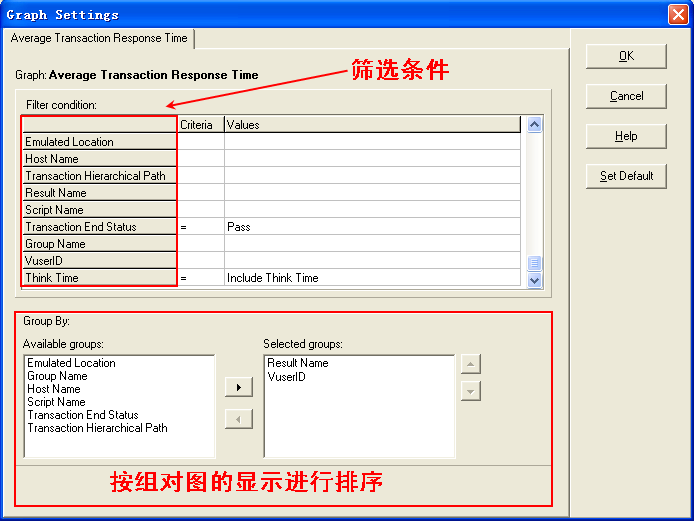 Graph Settings
Average Transaction Response Time
Graph: Average Transaction Response Time
筛选条件
Filter condition:
Criteria Values
Emulated Location
Host Name
Transaction Hierarchical Path
Result Name
Script Name
Transaction End Status = Pass
Group Name
VuserID
Think Time = Include Think Time
OK
Cancel
Help
Set Default
Group By:
Available groups:
Emulated Location
Group Name
Host Name
Script Name
Transaction End Status
Transaction Hierarchical Path
Selected groups:
Result Name
VuserID
按组对图的显示进行排序